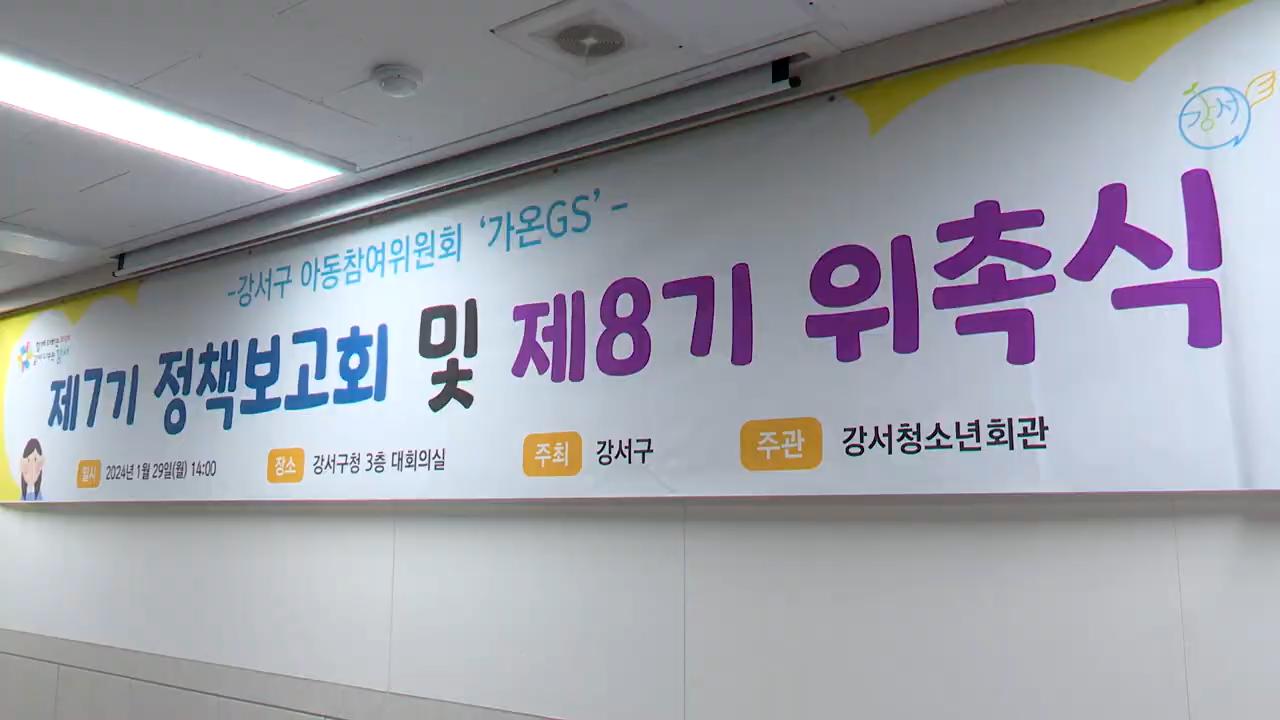 강서
-강서구 아동참여위원회 ‘가온GS’-
제7기 정책보고회 및 제8기 위촉식
일시 2024년 1월 29일(월) 14:00 장소 강서구청 3층 대회의실 주최 강서구 주관 강서청소년회관